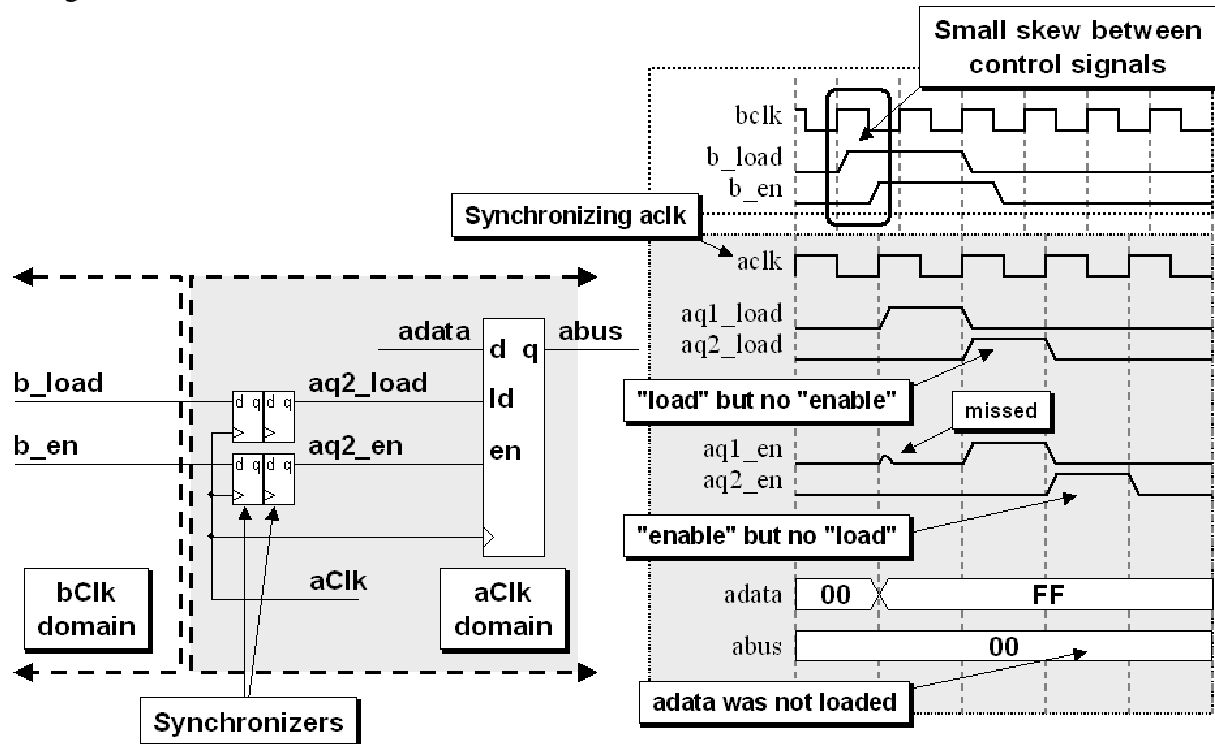 Small skew between
control signals
bclk
b_load
b_en
Synchronizing aclk
aclk
aq1_load
aq2_load
"load" but no "enable"
missed
aq1_en
aq2_en
"enable" but no "load"
adata
00
FF
abus
00
adata was not loaded
adata
abus
d q
b_load
aq2_load
ld
d q d q
b_en
aq2_en
en
d q d q
aClk
bClk
domain
aClk
domain
Synchronizers